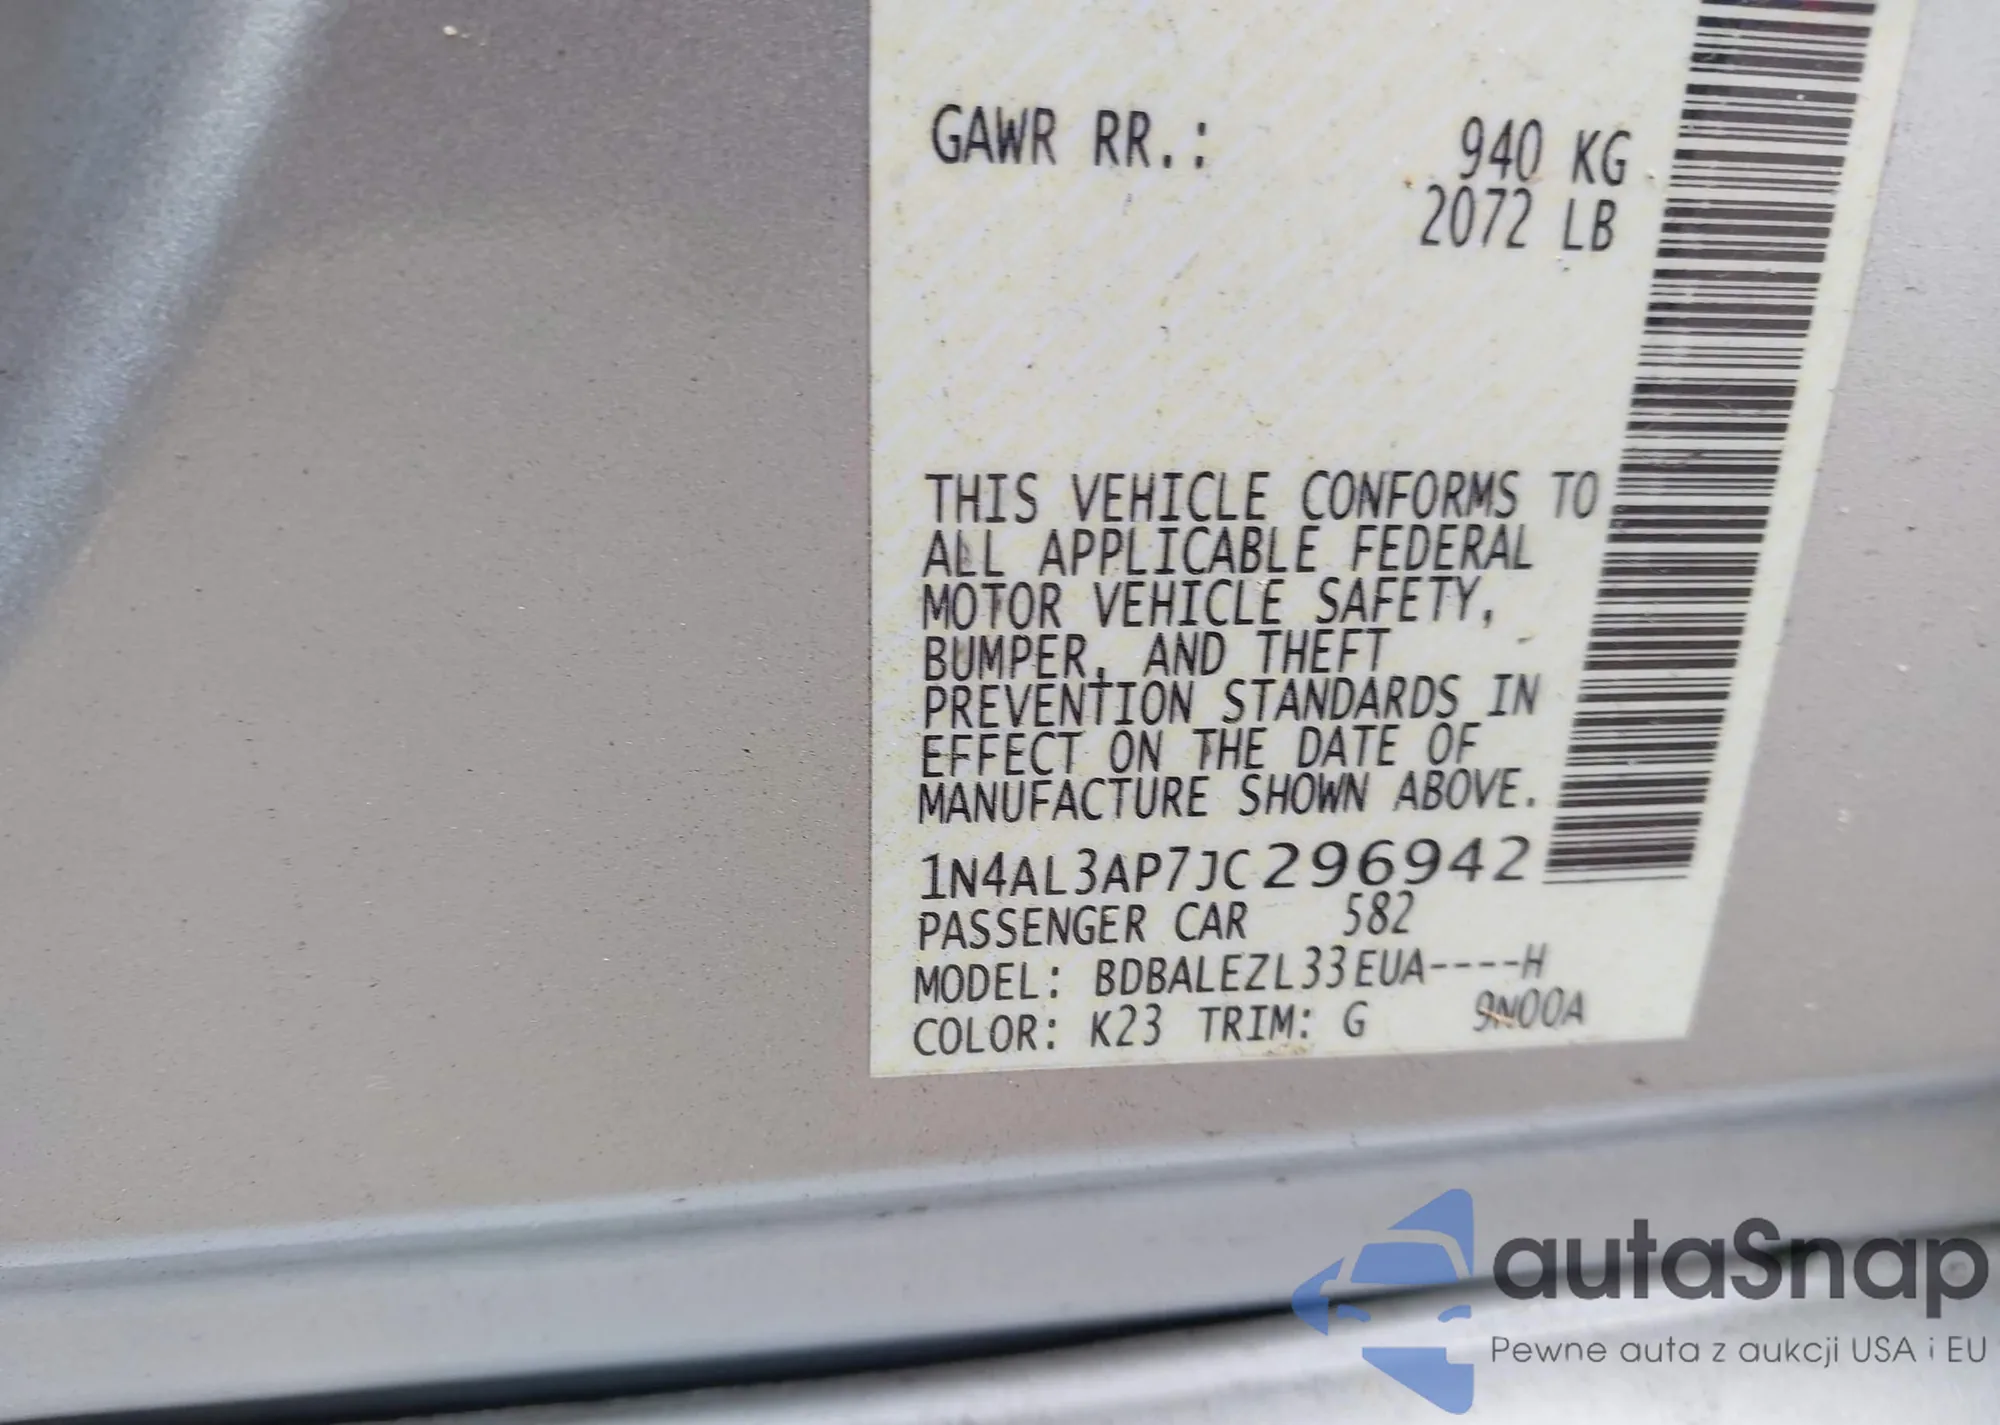 GAWR RR.: 940 KG
2072 LB
THIS VEHICLE CONFORMS TO
ALL APPLICABLE FEDERAL
MOTOR VEHICLE SAFETY,
BUMPER, AND THEFT
PREVENTION STANDARDS IN
EFFECT ON THE DATE OF
MANUFACTURE SHOWN ABOVE.
1N4AL3AP7JC296942
PASSENGER CAR 582
MODEL: BDBALEZL33EUA----H
COLOR: K23 TRIM: G 9N00A
autaSnap
Pewne auta z aukcji USA i EU